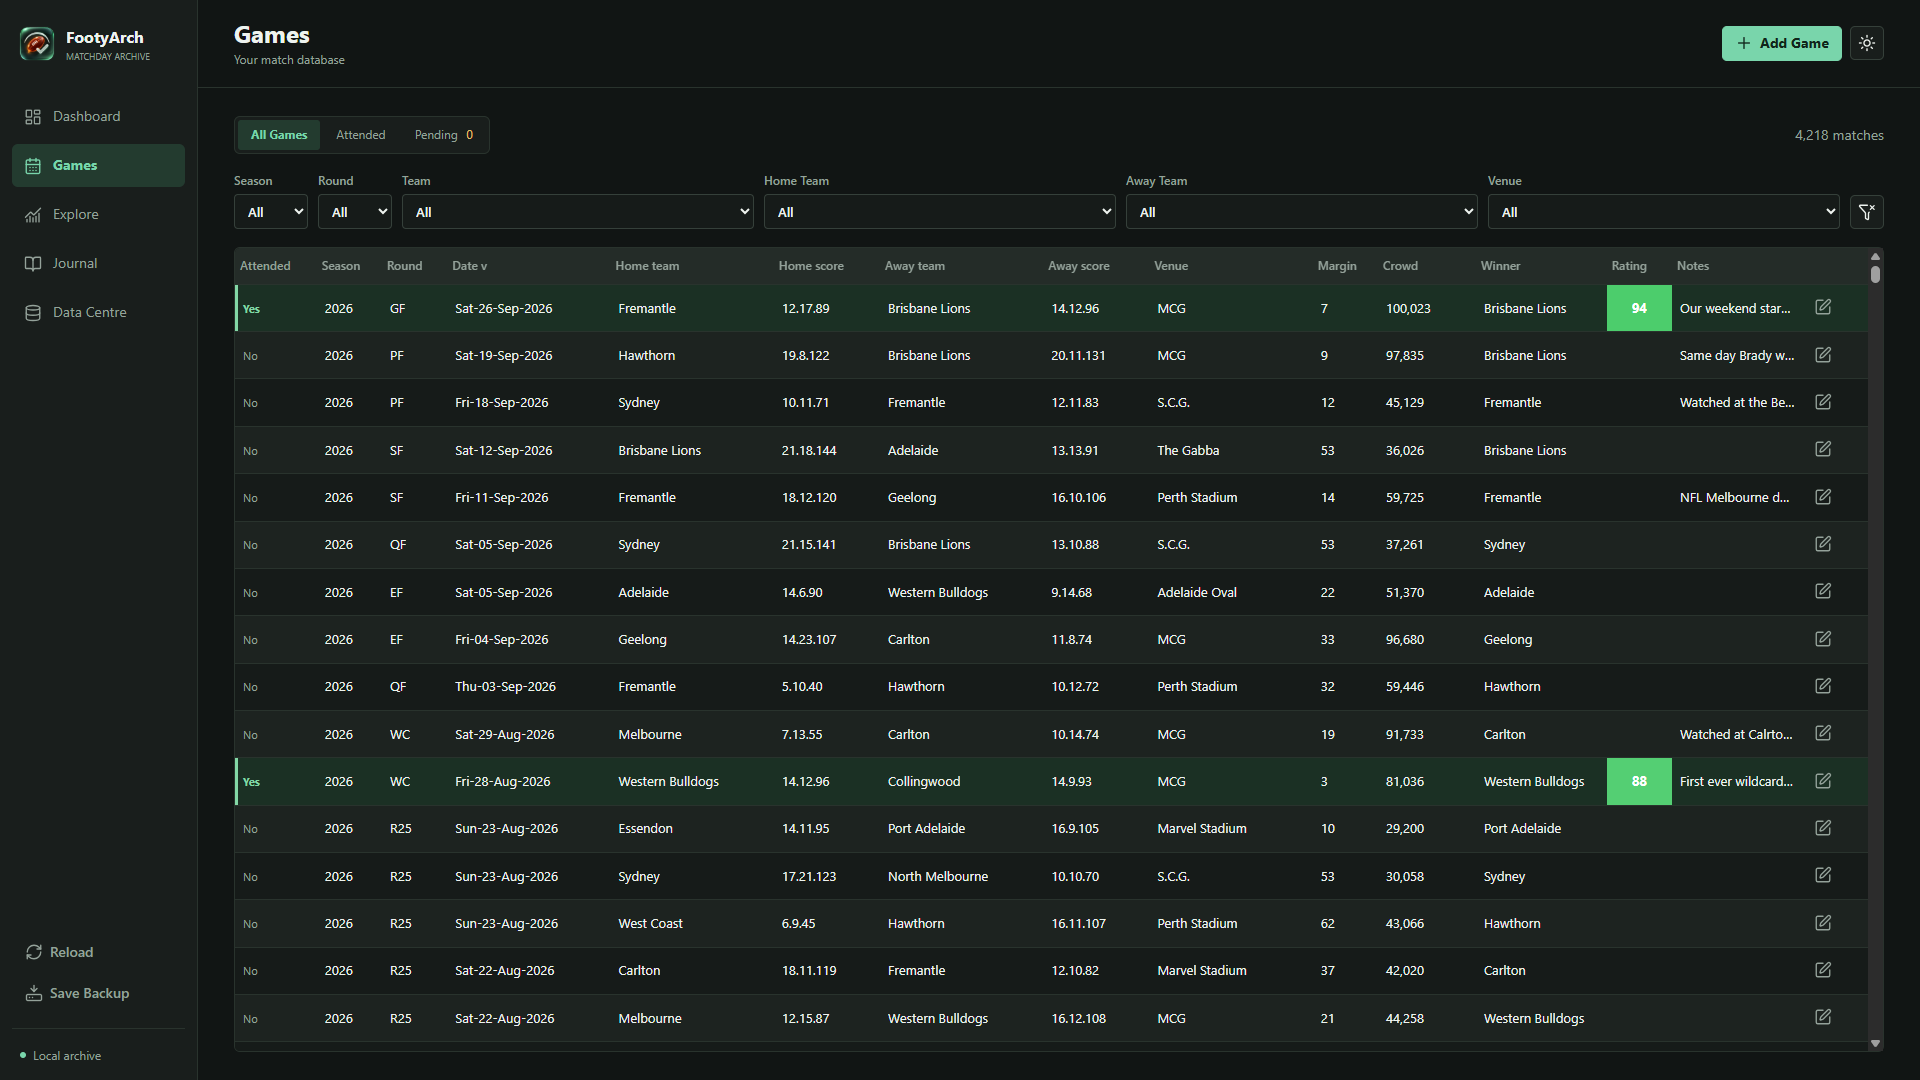 FootyArch
MATCHDAY ARCHIVE
Dashboard
Games
Explore
Journal
Data Centre
Reload
Save Backup
Local archive
Games
Your match database
Add Game
All Games Attended Pending 0
4,218 matches
Season Round Team Home Team Away Team Venue
All All All All All All
Attended Season Round Date v Home team Home score Away team Away score Venue Margin Crowd Winner Rating Notes
Yes 2026 GF Sat-26-Sep-2026 Fremantle 12.17.89 Brisbane Lions 14.12.96 MCG 7 100,023 Brisbane Lions 94 Our weekend star...
No 2026 PF Sat-19-Sep-2026 Hawthorn 19.8.122 Brisbane Lions 20.11.131 MCG 9 97,835 Brisbane Lions Same day Brady w...
No 2026 PF Fri-18-Sep-2026 Sydney 10.11.71 Fremantle 12.11.83 S.C.G. 12 45,129 Fremantle Watched at the Be...
No 2026 SF Sat-12-Sep-2026 Brisbane Lions 21.18.144 Adelaide 13.13.91 The Gabba 53 36,026 Brisbane Lions
No 2026 SF Fri-11-Sep-2026 Fremantle 18.12.120 Geelong 16.10.106 Perth Stadium 14 59,725 Fremantle NFL Melbourne d...
No 2026 QF Sat-05-Sep-2026 Sydney 21.15.141 Brisbane Lions 13.10.88 S.C.G. 53 37,261 Sydney
No 2026 EF Sat-05-Sep-2026 Adelaide 14.6.90 Western Bulldogs 9.14.68 Adelaide Oval 22 51,370 Adelaide
No 2026 EF Fri-04-Sep-2026 Geelong 14.23.107 Carlton 11.8.74 MCG 33 96,680 Geelong
No 2026 QF Thu-03-Sep-2026 Fremantle 5.10.40 Hawthorn 10.12.72 Perth Stadium 32 59,446 Hawthorn
No 2026 WC Sat-29-Aug-2026 Melbourne 7.13.55 Carlton 10.14.74 MCG 19 91,733 Carlton Watched at Calrto...
Yes 2026 WC Fri-28-Aug-2026 Western Bulldogs 14.12.96 Collingwood 14.9.93 MCG 3 81,036 Western Bulldogs 88 First ever wildcard...
No 2026 R25 Sun-23-Aug-2026 Essendon 14.11.95 Port Adelaide 16.9.105 Marvel Stadium 10 29,200 Port Adelaide
No 2026 R25 Sun-23-Aug-2026 Sydney 17.21.123 North Melbourne 10.10.70 S.C.G. 53 30,058 Sydney
No 2026 R25 Sun-23-Aug-2026 West Coast 6.9.45 Hawthorn 16.11.107 Perth Stadium 62 43,066 Hawthorn
No 2026 R25 Sat-22-Aug-2026 Carlton 18.11.119 Fremantle 12.10.82 Marvel Stadium 37 42,020 Carlton
No 2026 R25 Sat-22-Aug-2026 Melbourne 12.15.87 Western Bulldogs 16.12.108 MCG 21 44,258 Western Bulldogs